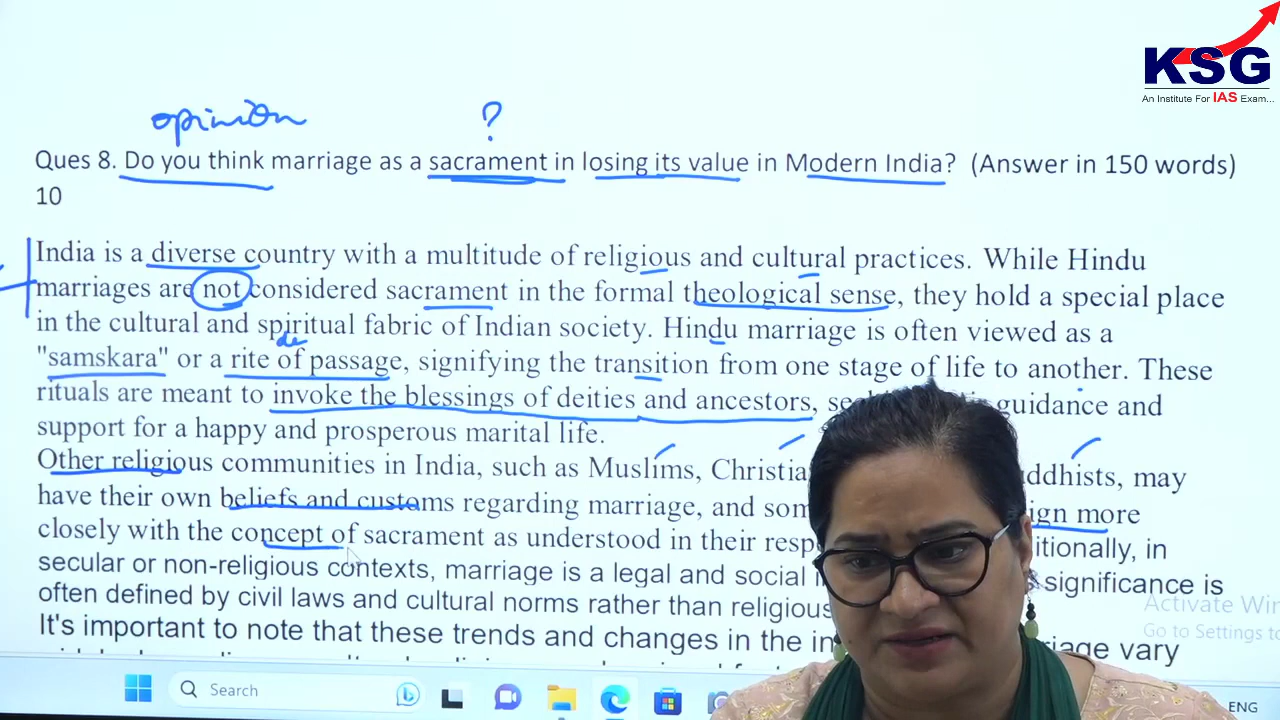 KSG
An Institute For IAS Exam...
opinion ?
Ques 8. Do you think marriage as a sacrament in losing its value in Modern India? (Answer in 150 words)
10
India is a diverse country with a multitude of religious and cultural practices. While Hindu
marriages are not considered sacrament in the formal theological sense, they hold a special place
in the cultural and spiritual fabric of Indian society. Hindu marriage is often viewed as a
de
"samskara" or a rite of passage, signifying the transition from one stage of life to another. These
rituals are meant to invoke the blessings of deities and ancestors, guidance and
support for a happy and prosperous marital life.
Other religious communities in India, such as Muslims, may
have their own beliefs and customs regarding marriage, and more
closely with the concept of sacrament as understood in their in
secular or non-religious contexts, marriage is a legal and social significance is
often defined by civil laws and cultural norms rather than religious
It's important to note that these trends and changes in the vary
Activate
Go to Settings to
Search
ENG